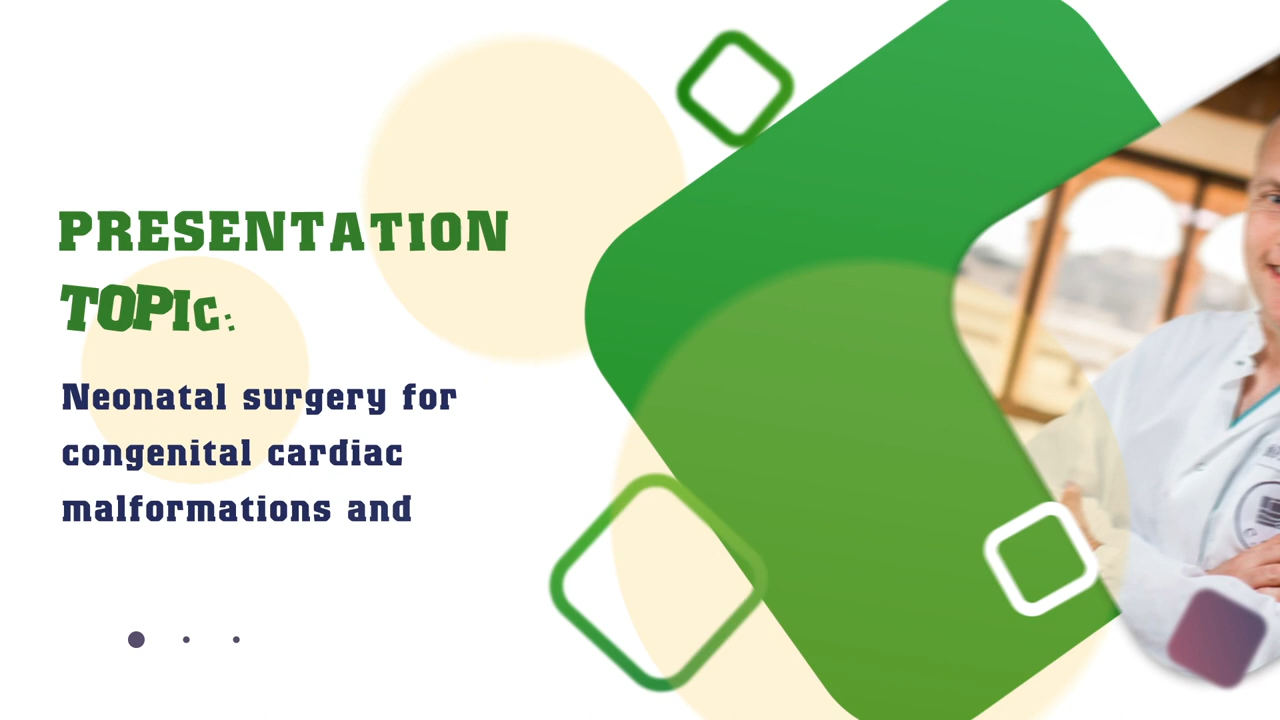 PRESENTATION
TOPIC:
Neonatal surgery for
congenital cardiac
malformations and